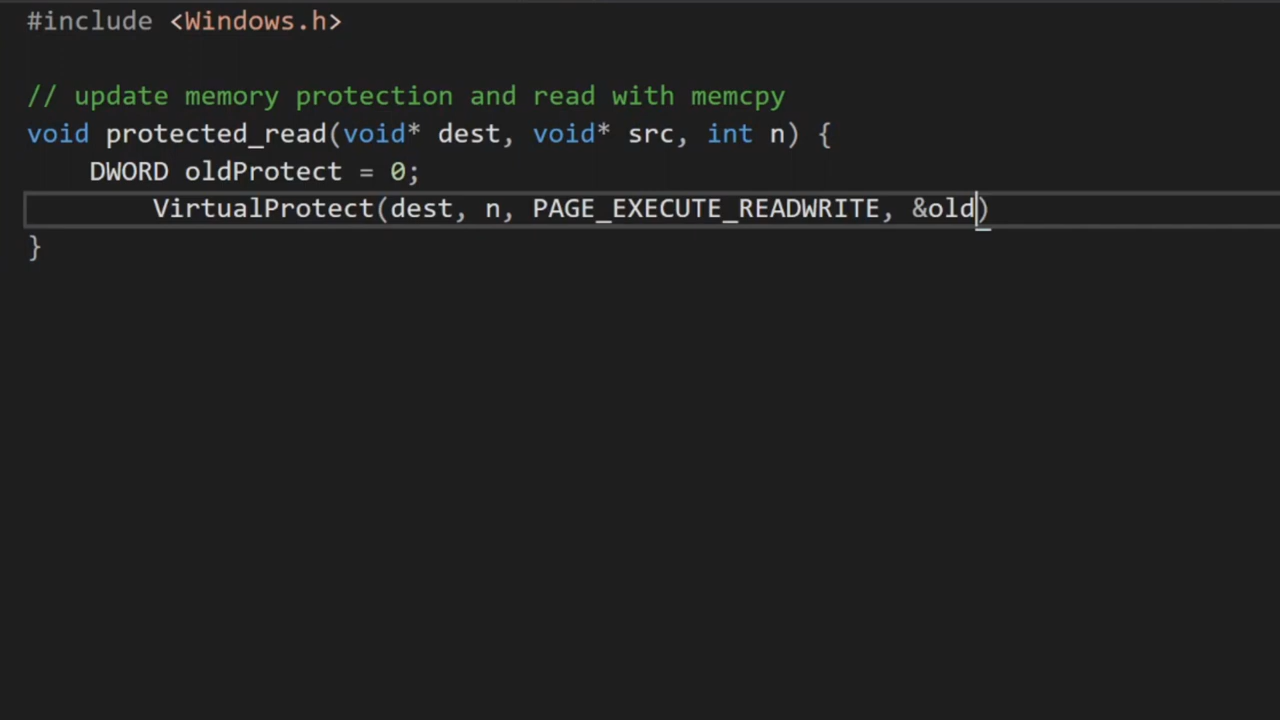 #include <Windows.h>
// update memory protection and read with memcpy
void protected_read(void* dest, void* src, int n) {
    DWORD oldProtect = 0;
        VirtualProtect(dest, n, PAGE_EXECUTE_READWRITE, &old)
}